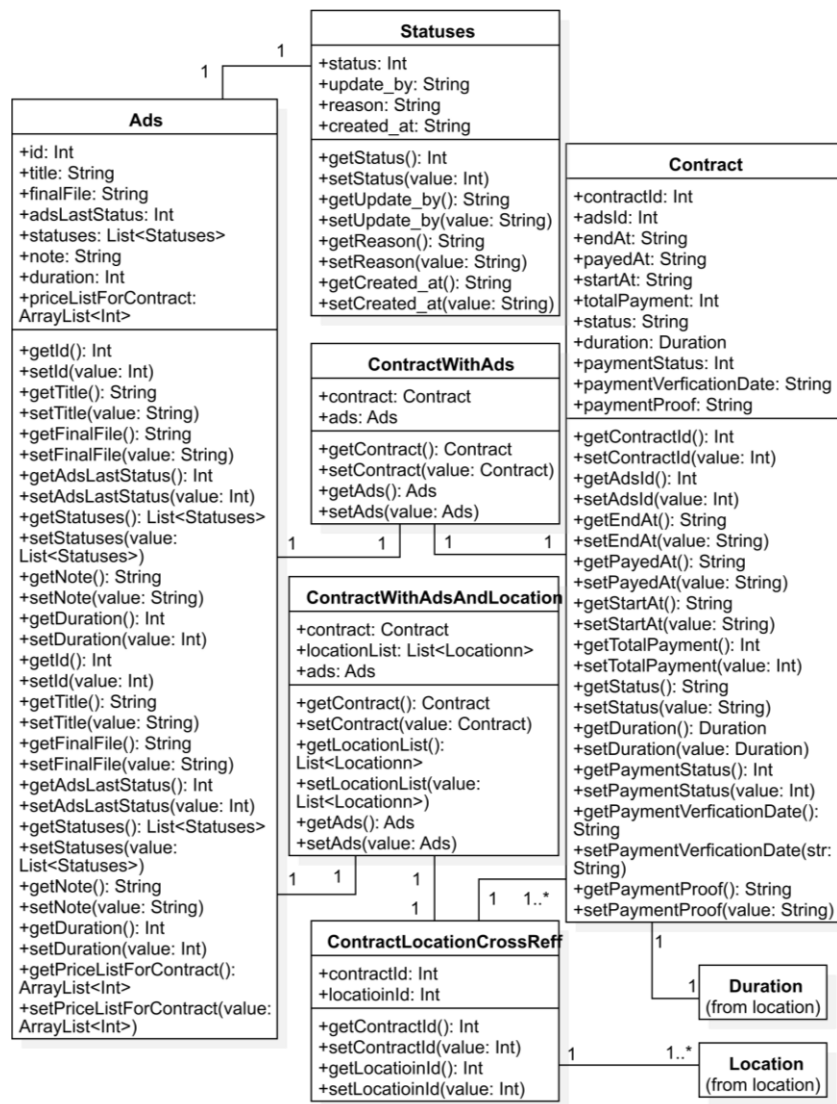 Statuses
+status: Int
+update_by: String
+reason: String
+created_at: String
+getStatus(): Int
+setStatus(value: Int)
+getUpdate_by(): String
+setUpdate_by(value: String)
+getReason(): String
+setReason(value: String)
+getCreated_at(): String
+setCreated_at(value: String)
1
1
Ads
+id: Int
+title: String
+finalFile: String
+adsLastStatus: Int
+statuses: List<Statuses>
+note: String
+duration: Int
+priceListForContract:
ArrayList<Int>
+getId(): Int
+setId(value: Int)
+getTitle(): String
+setTitle(value: String)
+getFinalFile(): String
+setFinalFile(value: String)
+getAdsLastStatus(): Int
+setAdsLastStatus(value: Int)
+getStatuses(): List<Statuses>
+setStatuses(value:
List<Statuses>)
+getNote(): String
+setNote(value: String)
+getDuration(): Int
+setDuration(value: Int)
+getId(): Int
+setId(value: Int)
+getTitle(): String
+setTitle(value: String)
+getFinalFile(): String
+setFinalFile(value: String)
+getAdsLastStatus(): Int
+setAdsLastStatus(value: Int)
+getStatuses(): List<Statuses>
+setStatuses(value:
List<Statuses>)
+getNote(): String
+setNote(value: String)
+getDuration(): Int
+setDuration(value: Int)
+getPriceListForContract():
ArrayList<Int>
+setPriceListForContract(value:
ArrayList<Int>)
ContractWithAds
+contract: Contract
+ads: Ads
+getContract(): Contract
+setContract(value: Contract)
+getAds(): Ads
+setAds(value: Ads)
1
1
1
1
ContractWithAdsAndLocation
+contract: Contract
+locationList: List<Locationn>
+ads: Ads
+getContract(): Contract
+setContract(value: Contract)
+getLocationList():
List<Locationn>
+setLocationList(value:
List<Locationn>)
+getAds(): Ads
+setAds(value: Ads)
1
1
1
1
1
1..*
ContractLocationCrossReff
+contractId: Int
+locatioinId: Int
+getContractId(): Int
+setContractId(value: Int)
+getLocatioinId(): Int
+setLocatioinId(value: Int)
Contract
+contractId: Int
+adsId: Int
+endAt: String
+payedAt: String
+startAt: String
+totalPayment: Int
+status: String
+duration: Duration
+paymentStatus: Int
+paymentVerficationDate: String
+paymentProof: String
+getContractId(): Int
+setContractId(value: Int)
+getAdsId(): Int
+setAdsId(value: Int)
+getEndAt(): String
+setEndAt(value: String)
+getPayedAt(): String
+setPayedAt(value: String)
+getStartAt(): String
+setStartAt(value: String)
+getTotalPayment(): Int
+setTotalPayment(value: Int)
+getStatus(): String
+setStatus(value: String)
+getDuration(): Duration
+setDuration(value: Duration)
+getPaymentStatus(): Int
+setPaymentStatus(value: Int)
+getPaymentVerficationDate():
String
+setPaymentVerficationDate(str:
String)
+getPaymentProof(): String
+setPaymentProof(value: String)
1
1
Duration
(from location)
1
1..*
Location
(from location)